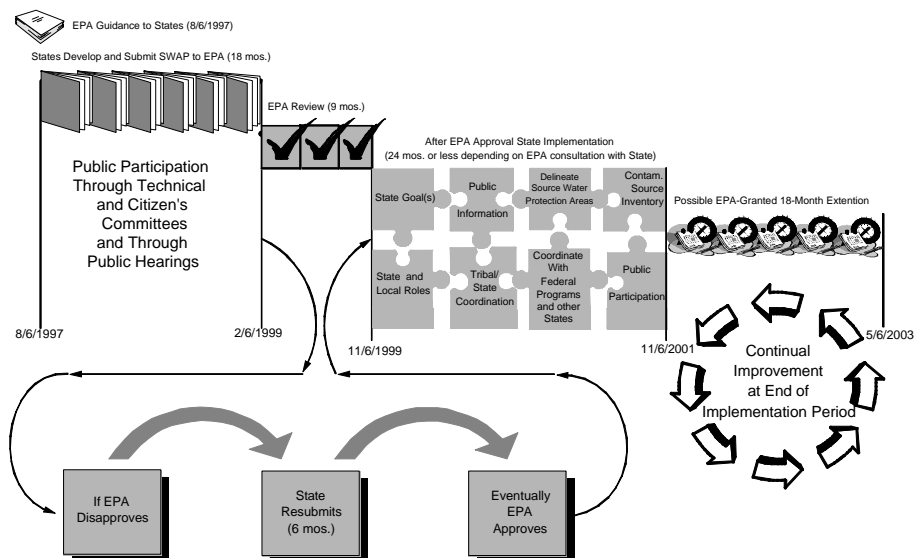 EPA Guidance to States (8/6/1997)
States Develop and Submit SWAP to EPA (18 mos.)
EPA Review (9 mos.)
After EPA Approval State Implementation
(24 mos. or less depending on EPA consultation with State)
Public Participation
Through Technical
and Citizen's
Committees
and Through
Public Hearings
State Goal(s)
Public
Information
Delineate
Source Water
Protection Areas
Contam.
Source
Inventory
Possible EPA-Granted 18-Month Extention
State and
Local Roles
Tribal/
State
Coordination
Coordinate
With
Federal
Programs
and other
States
Public
Participation
8/6/1997
2/6/1999
11/6/1999
11/6/2001
5/6/2003
Continual
Improvement
at End of
Implementation Period
If EPA
Disapproves
State
Resubmits
(6 mos.)
Eventually
EPA
Approves